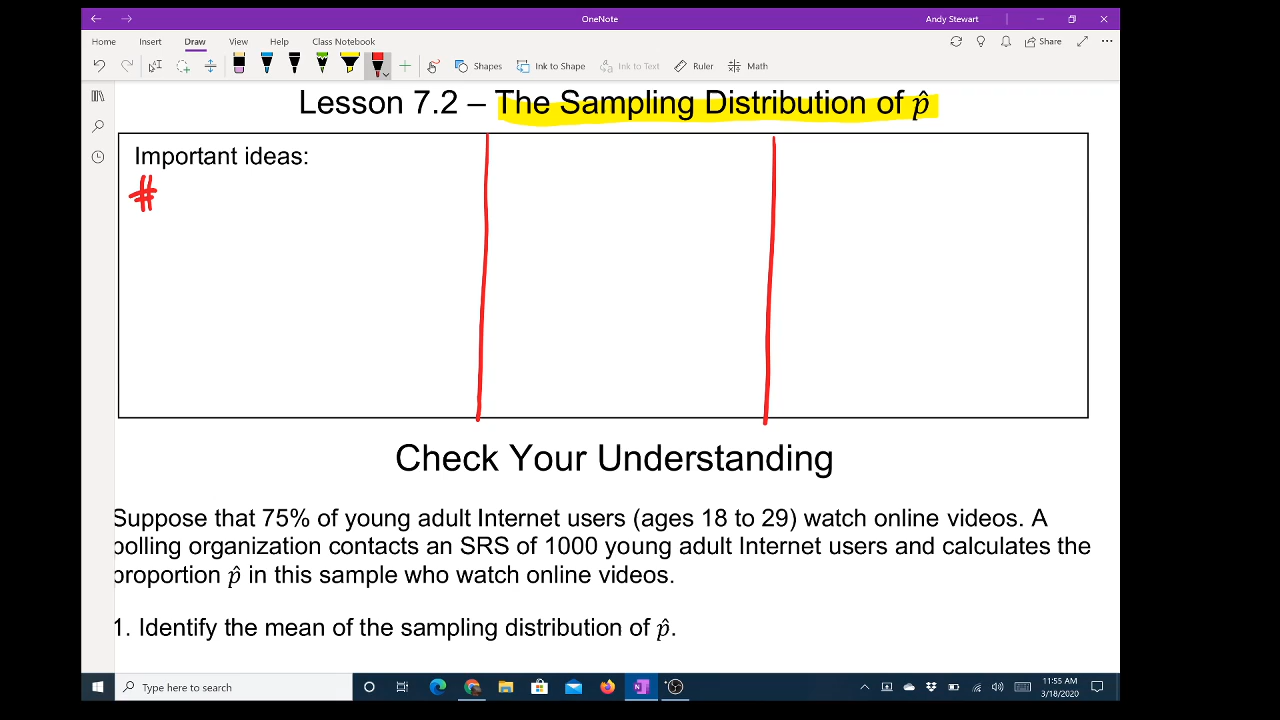 OneNote
Andy Stewart
Home Insert Draw View Help Class Notebook
Share
Shapes Ink to Shape Ink to Text Ruler Math
Lesson 7.2 – The Sampling Distribution of p̂
Important ideas:
#
Check Your Understanding
Suppose that 75% of young adult Internet users (ages 18 to 29) watch online videos. A
polling organization contacts an SRS of 1000 young adult Internet users and calculates the
proportion p̂ in this sample who watch online videos.
1. Identify the mean of the sampling distribution of p̂.
Type here to search
11:55 AM
3/18/2020